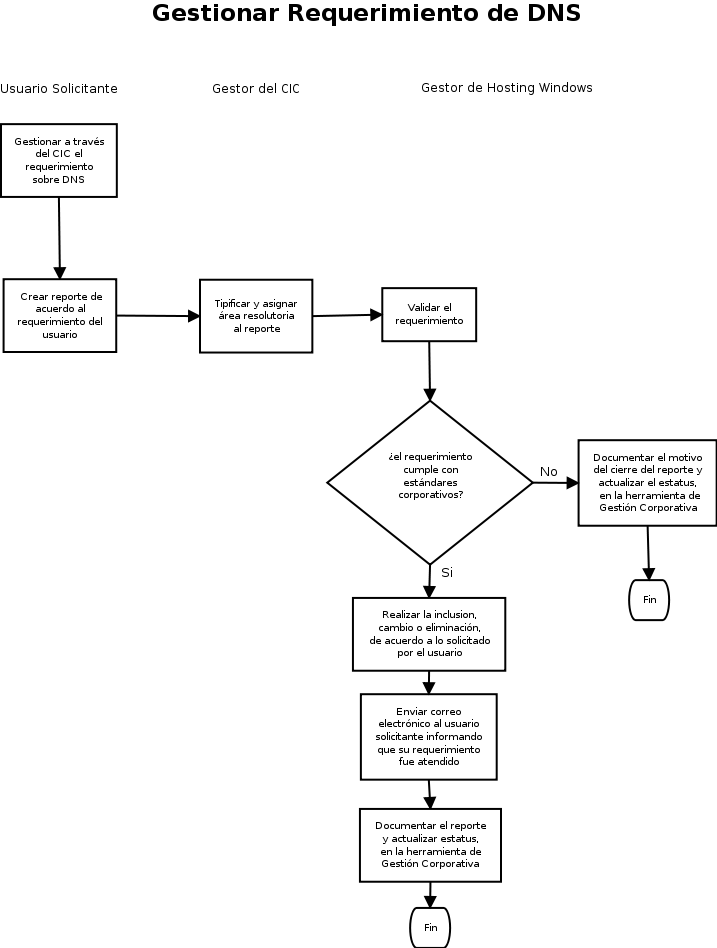 Gestionar Requerimiento de DNS
Usuario Solicitante
Gestor del CIC
Gestor de Hosting Windows
Gestionar a través
del CIC el
requerimiento
sobre DNS
Crear reporte de
acuerdo al
requerimiento del
usuario
Tipificar y asignar
área resolutoria
al reporte
Validar el
requerimiento
¿el requerimiento
cumple con
estándares
corporativos?
No
Documentar el motivo
del cierre del reporte y
actualizar el estatus,
en la herramienta de
Gestión Corporativa
Fin
Si
Realizar la inclusion,
cambio o eliminación,
de acuerdo a lo solicitado
por el usuario
Enviar correo
electrónico al usuario
solicitante informando
que su requerimiento
fue atendido
Documentar el reporte
y actualizar estatus,
en la herramienta de
Gestión Corporativa
Fin